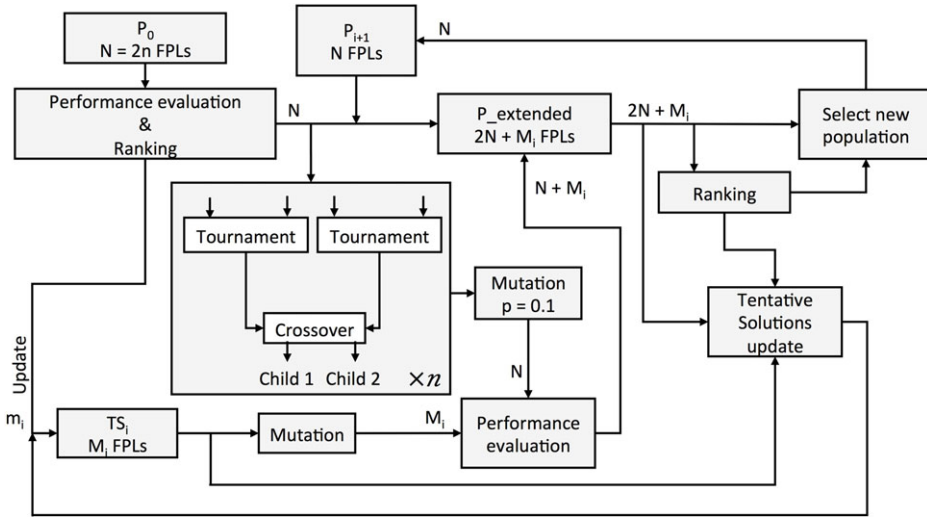 P₀
N = 2n FPLs
Pᵢ₊₁
N FPLs
N
Performance evaluation
&
Ranking
N
P_extended
2N + Mᵢ FPLs
2N + Mᵢ
Select new
population
N + Mᵢ
Ranking
Tournament
Tournament
Mutation
p = 0.1
Tentative
Solutions
update
Crossover
Child 1
Child 2
×n
N
Update
mᵢ
TSᵢ
Mᵢ FPLs
Mutation
Mᵢ
Performance
evaluation